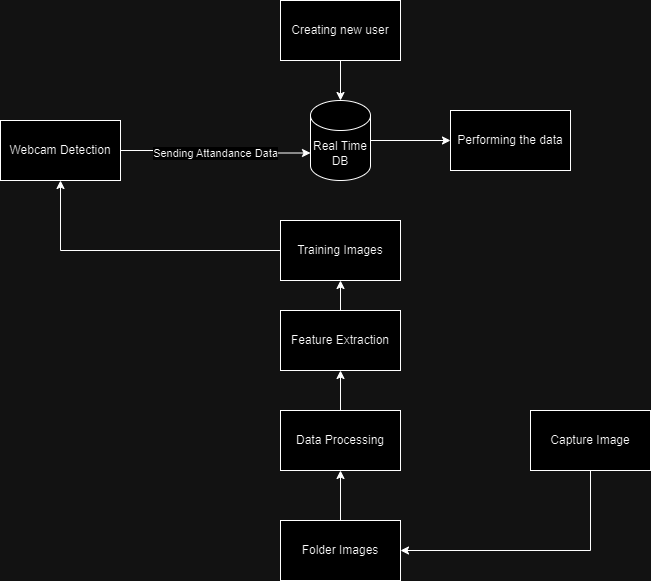 Creating new user
Webcam Detection
Sending Attandance Data
Real Time
DB
Performing the data
Training Images
Feature Extraction
Data Processing
Capture Image
Folder Images